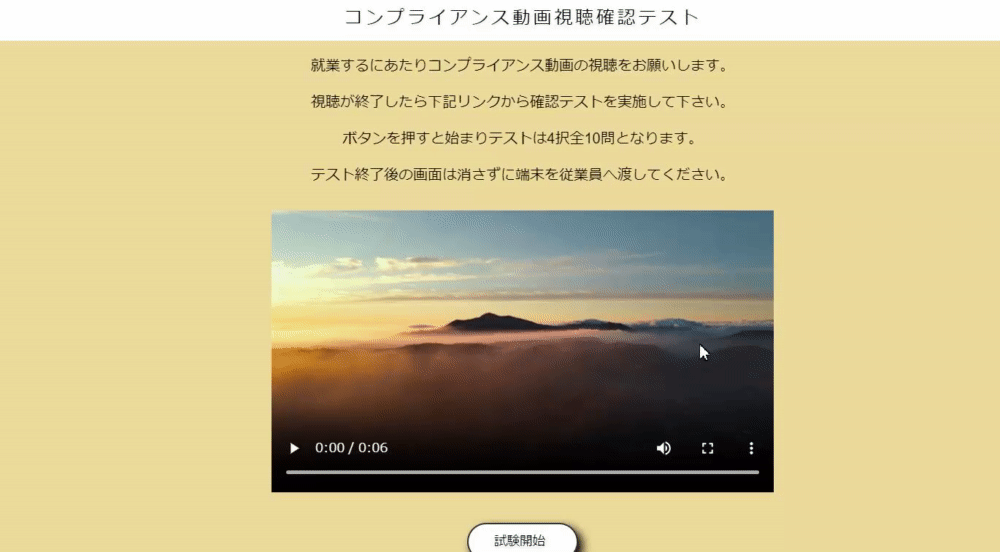 コンプライアンス動画視聴確認テスト
就業するにあたりコンプライアンス動画の視聴をお願いします。
視聴が終了したら下記リンクから確認テストを実施して下さい。
ボタンを押すと始まりテストは4択全10問となります。
テスト終了後の画面は消さずに端末を従業員へ渡してください。
0:00 / 0:06
試験開始